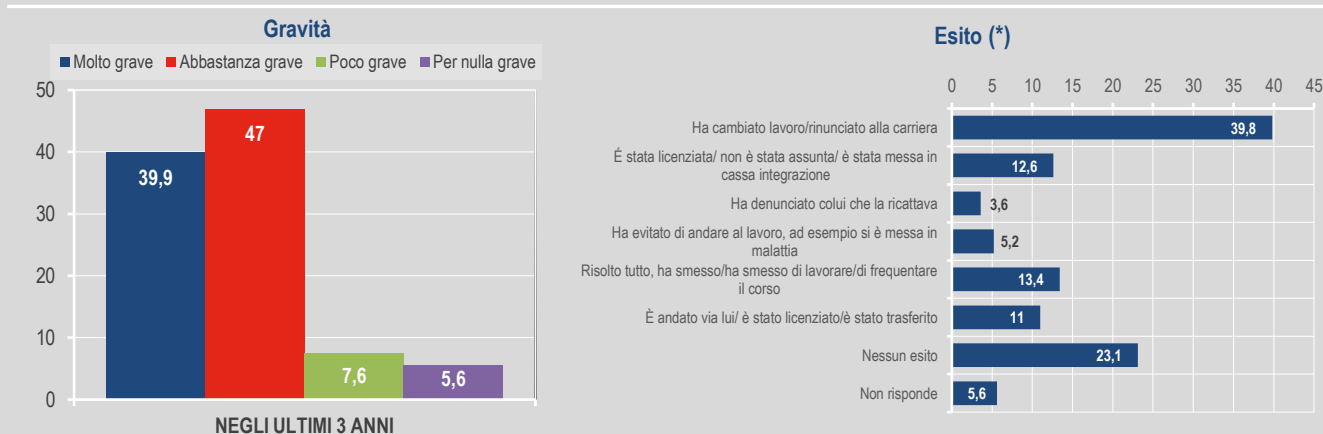 Gravità
Molto grave Abbastanza grave Poco grave Per nulla grave
50
40
30
20
10
0
39,9
47
7,6
5,6
NEGLI ULTIMI 3 ANNI
Esito (*)
0 5 10 15 20 25 30 35 40 45
Ha cambiato lavoro/rinunciato alla carriera
39,8
É stata licenziata/ non è stata assunta/ è stata messa in
cassa integrazione
12,6
Ha denunciato colui che la ricattava
3,6
Ha evitato di andare al lavoro, ad esempio si è messa in
malattia
5,2
Risolto tutto, ha smesso/ha smesso di lavorare/di frequentare
il corso
13,4
È andato via lui/ è stato licenziato/è stato trasferito
11
Nessun esito
23,1
Non risponde
5,6